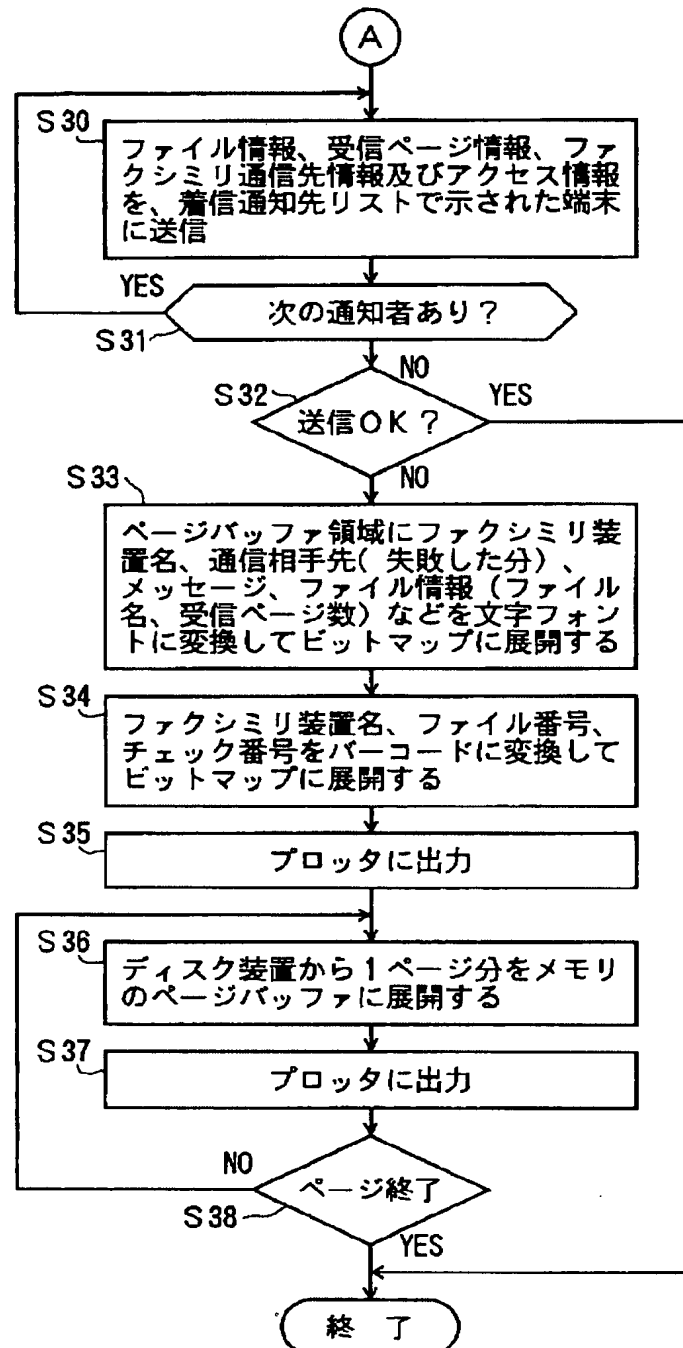 A
S30
ファイル情報、受信ページ情報、ファ
クシミリ通信先情報及びアクセス情報
を、着信通知先リストで示された端末
に送信
YES
次の通知者あり？
S31
NO
S32
YES
送信OK？
NO
S33
ページバッファ領域にファクシミリ装
置名、通信相手先(失敗した分)、
メッセージ、ファイル情報（ファイル
名、受信ページ数）などを文字フォン
トに変換してビットマップに展開する
S34
ファクシミリ装置名、ファイル番号、
チェック番号をバーコードに変換して
ビットマップに展開する
S35
プロッタに出力
S36
ディスク装置から１ページ分をメモリ
のページバッファに展開する
S37
プロッタに出力
NO
ページ終了
S38
YES
終 了